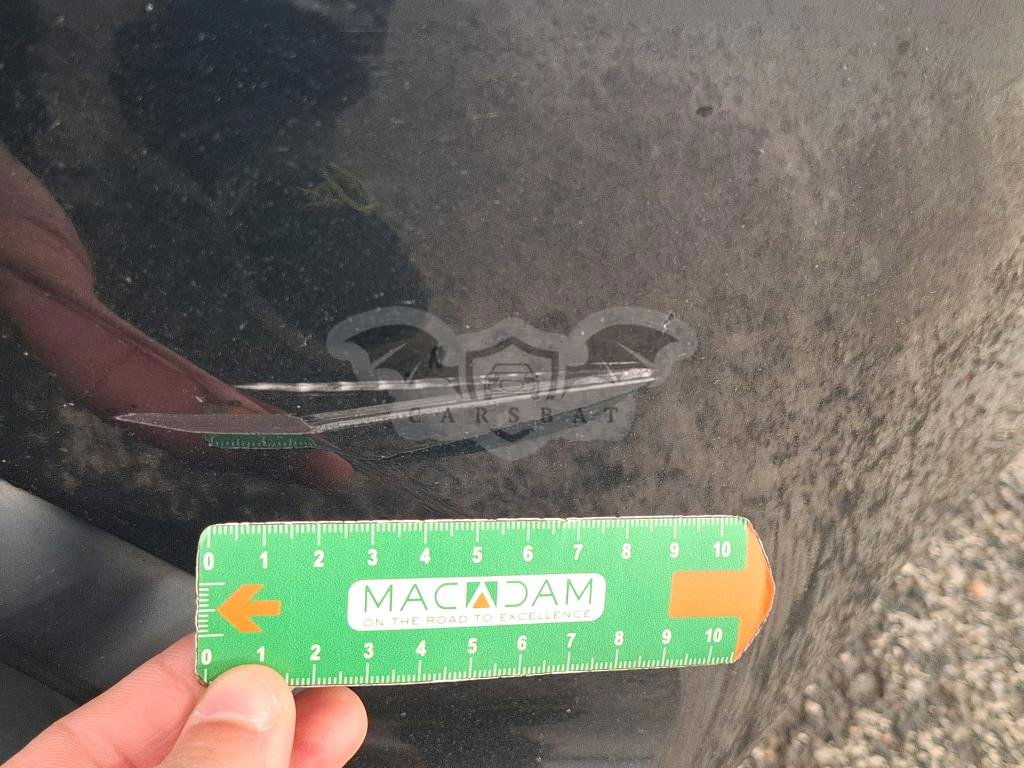 CARSBAT
0 1 2 3 4 5 6 7 8 9 10
MACADAM
ON THE ROAD TO EXCELLENCE
0 1 2 3 4 5 6 7 8 9 10